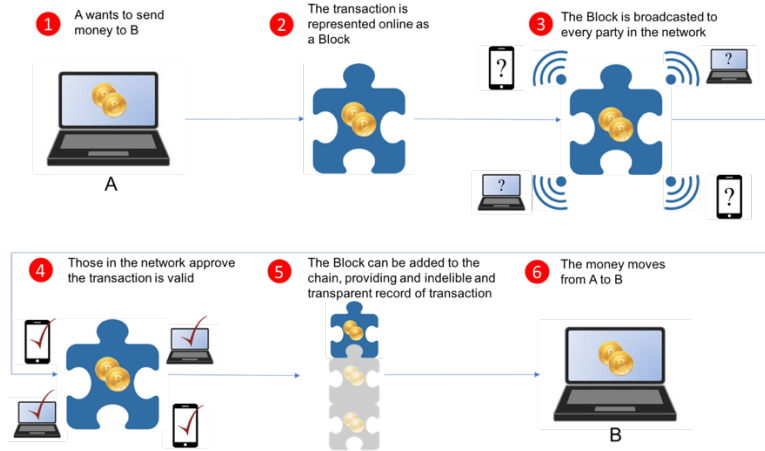 1
A wants to send
money to B
2
The transaction is
represented online as
a Block
3
The Block is broadcasted to
every party in the network
?
?
?
?
A
4
Those in the network approve
the transaction is valid
5
The Block can be added to the
chain, providing and indelible and
transparent record of transaction
6
The money moves
from A to B
B